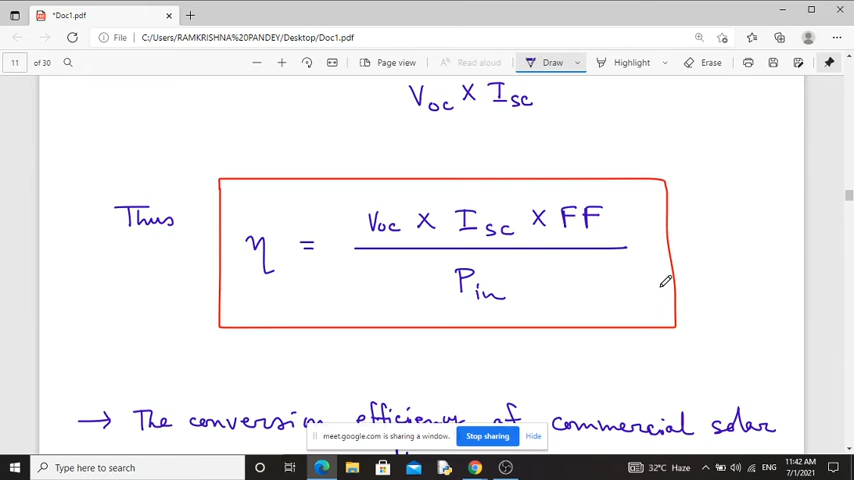 *Doc1.pdf
File
C:/Users/RAMKRISHNA%20PANDEY/Desktop/Doc1.pdf
11 of 30
Page view
Read aloud
Draw
Highlight
Erase
Voc X Isc
Thus
η = Voc X Isc X FF / Pin
→ The conversion efficiency of commercial solar
meet.google.com is sharing a window.
Stop sharing
Hide
Type here to search
32°C Haze
ENG
11:42 AM
7/1/2021